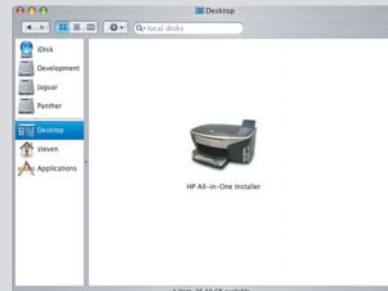 Desktop
local disks
iDisk
Development
Jaguar
Panther
Desktop
steven
Applications
HP All-in-One Installer